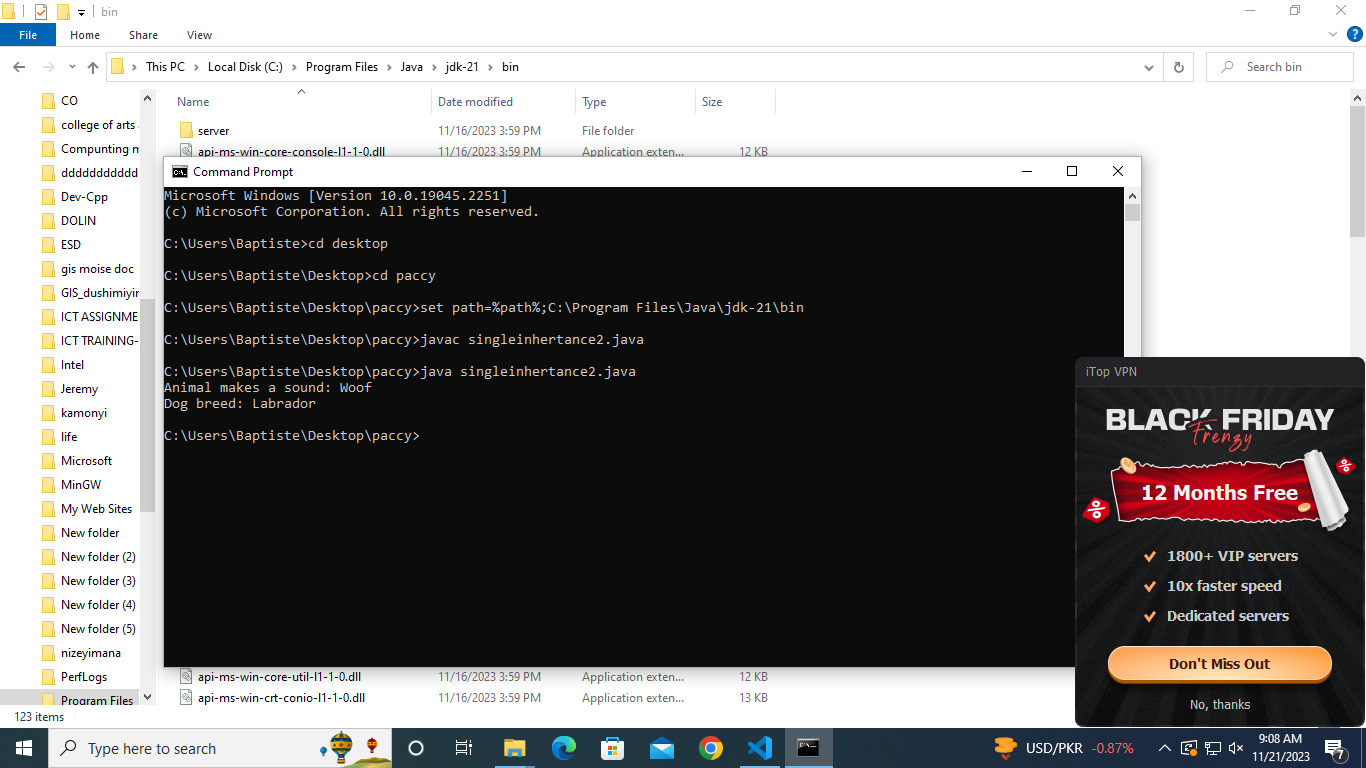 bin
File
Home
Share
View
This PC
Local Disk (C:)
Program Files
Java
jdk-21
bin
Search bin
Name
Date modified
Type
Size
CO
college of arts
Compunting m
ddddddddddd
Dev-Cpp
DOLIN
ESD
gis moise doc
GIS_dushimiyir
ICT ASSIGNME
ICT TRAINING-
Intel
Jeremy
kamonyi
life
Microsoft
MinGW
My Web Sites
New folder
New folder (2)
New folder (3)
New folder (4)
New folder (5)
nizeyimana
PerfLogs
Program Files
server 11/16/2023 3:59 PM File folder
api-ms-win-core-console-l1-1-0.dll 11/16/2023 3:59 PM Application exten... 12 KB
Command Prompt
Microsoft Windows [Version 10.0.19045.2251]
(c) Microsoft Corporation. All rights reserved.
C:\Users\Baptiste>cd desktop
C:\Users\Baptiste\Desktop>cd paccy
C:\Users\Baptiste\Desktop\paccy>set path=%path%;C:\Program Files\Java\jdk-21\bin
C:\Users\Baptiste\Desktop\paccy>javac singleinhertance2.java
C:\Users\Baptiste\Desktop\paccy>java singleinhertance2.java
Animal makes a sound: Woof
Dog breed: Labrador
C:\Users\Baptiste\Desktop\paccy>
api-ms-win-core-util-l1-1-0.dll 11/16/2023 3:59 PM Application exten... 12 KB
api-ms-win-crt-conio-l1-1-0.dll 11/16/2023 3:59 PM Application exten... 13 KB
123 items
iTop VPN
BLACK FRIDAY
Frenzy
12 Months Free
1800+ VIP servers
10x faster speed
Dedicated servers
Don't Miss Out
No, thanks
Type here to search
USD/PKR -0.87%
9:08 AM
11/21/2023
7